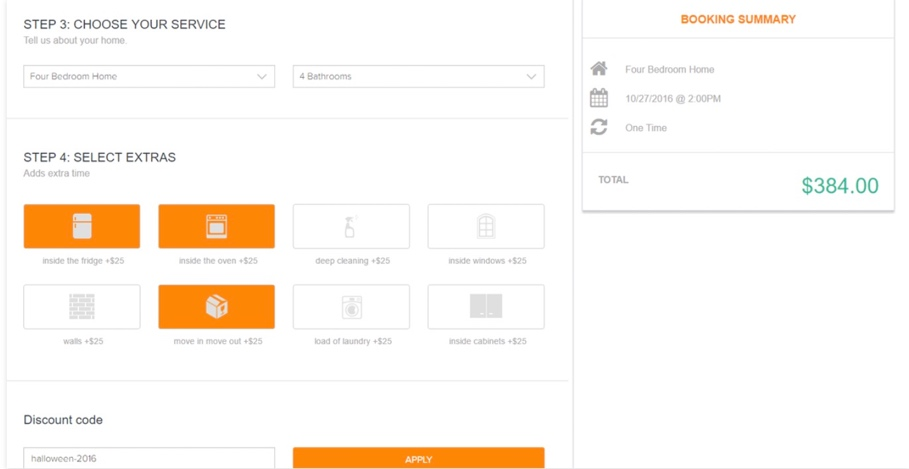 STEP 3: CHOOSE YOUR SERVICE
Tell us about your home.
Four Bedroom Home
4 Bathrooms
STEP 4: SELECT EXTRAS
Adds extra time
inside the fridge +$25
inside the oven +$25
deep cleaning +$25
inside windows +$25
walls +$25
move in move out +$25
load of laundry +$25
inside cabinets +$25
Discount code
halloween-2016
APPLY
BOOKING SUMMARY
Four Bedroom Home
10/27/2016 @ 2:00PM
One Time
TOTAL
$384.00